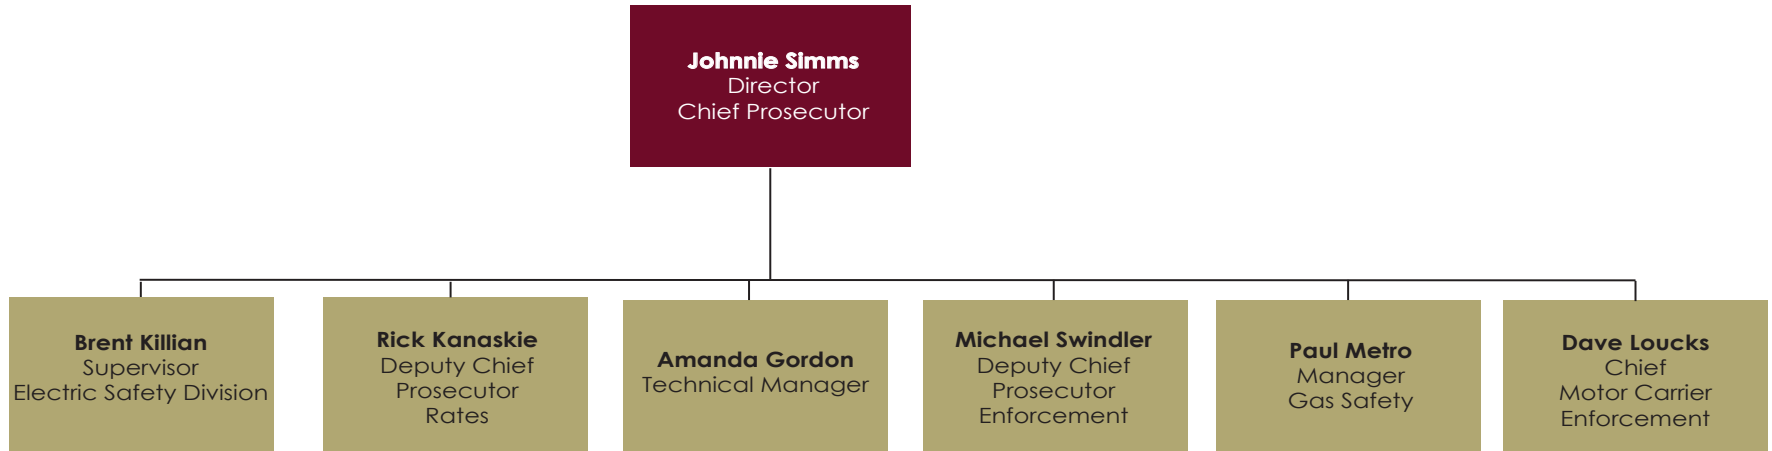 Johnnie Simms
Director
Chief Prosecutor
Brent Killian
Supervisor
Electric Safety Division
Rick Kanaskie
Deputy Chief
Prosecutor
Rates
Amanda Gordon
Technical Manager
Michael Swindler
Deputy Chief
Prosecutor
Enforcement
Paul Metro
Manager
Gas Safety
Dave Loucks
Chief
Motor Carrier
Enforcement